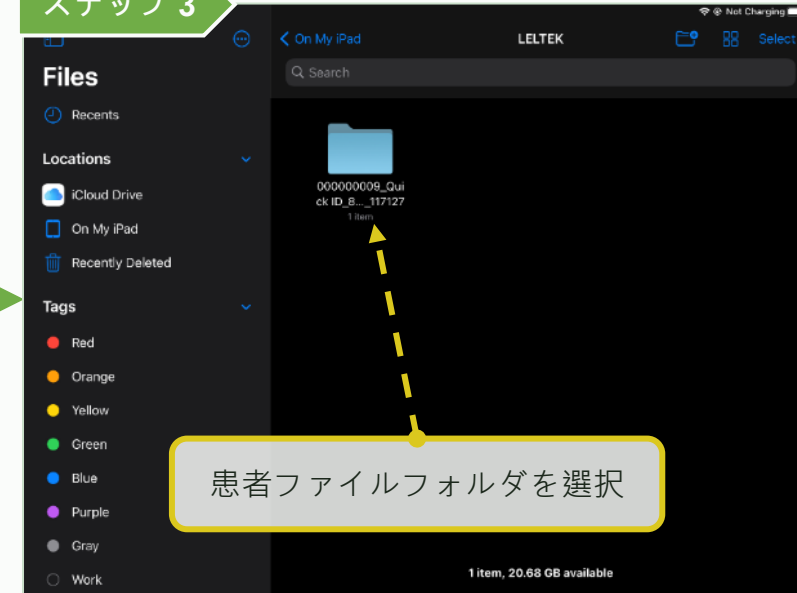 ステップ 3
Not Charging
On My iPad
LELTEK
Select
Search
Files
Recents
Locations
iCloud Drive
On My iPad
Recently Deleted
Tags
Red
Orange
Yellow
Green
Blue
Purple
Gray
Work
000000009_Qui
ck ID_8..._117127
1 item
患者ファイルフォルダを選択
1 item, 20.68 GB available